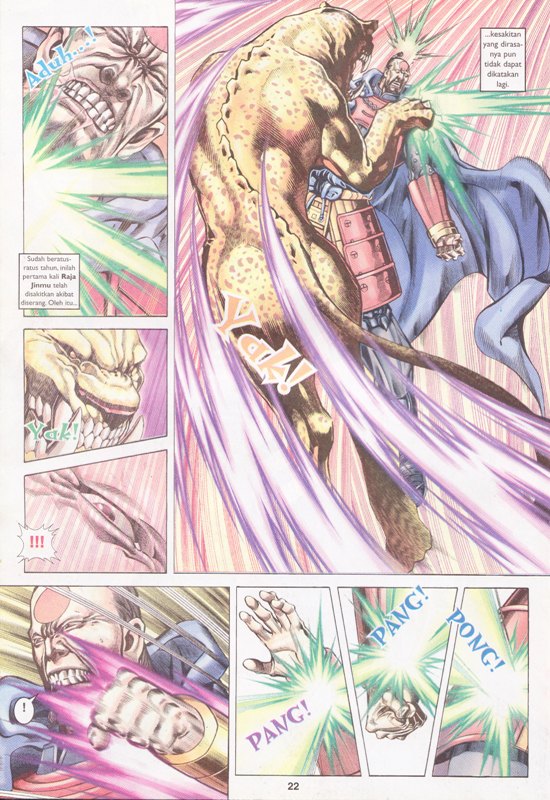 Aduh...!
Sudah beratus-
ratus tahun, inilah
pertama kali Raja
Jinmu telah
disakitkan akibat
diserang. Oleh itu...
...kesakitan
yang dirasa-
nya pun
tidak dapat
dikatakan
lagi.
Yak!
Yak!
!!!
!
PANG!
PANG!
PONG!
22